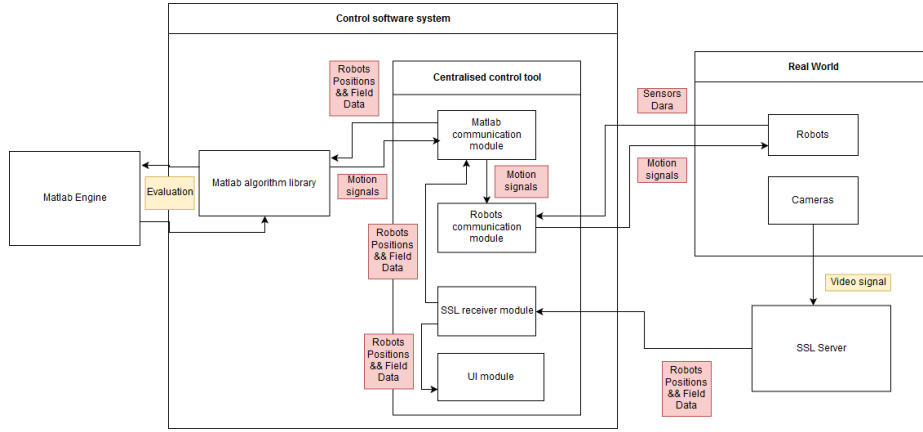 Control software system
Centralised control tool
Real World
Robots
Positions
&& Field
Data
Sensors
Dara
Matlab
communication
module
Robots
Matlab Engine
Evaluation
Matlab algorithm library
Motion
signals
Motion
signals
Motion
signals
Cameras
Robots
communication
module
Robots
Positions
&& Field
Data
Video signal
SSL receiver module
SSL Server
Robots
Positions
&& Field
Data
UI module
Robots
Positions
&& Field
Data